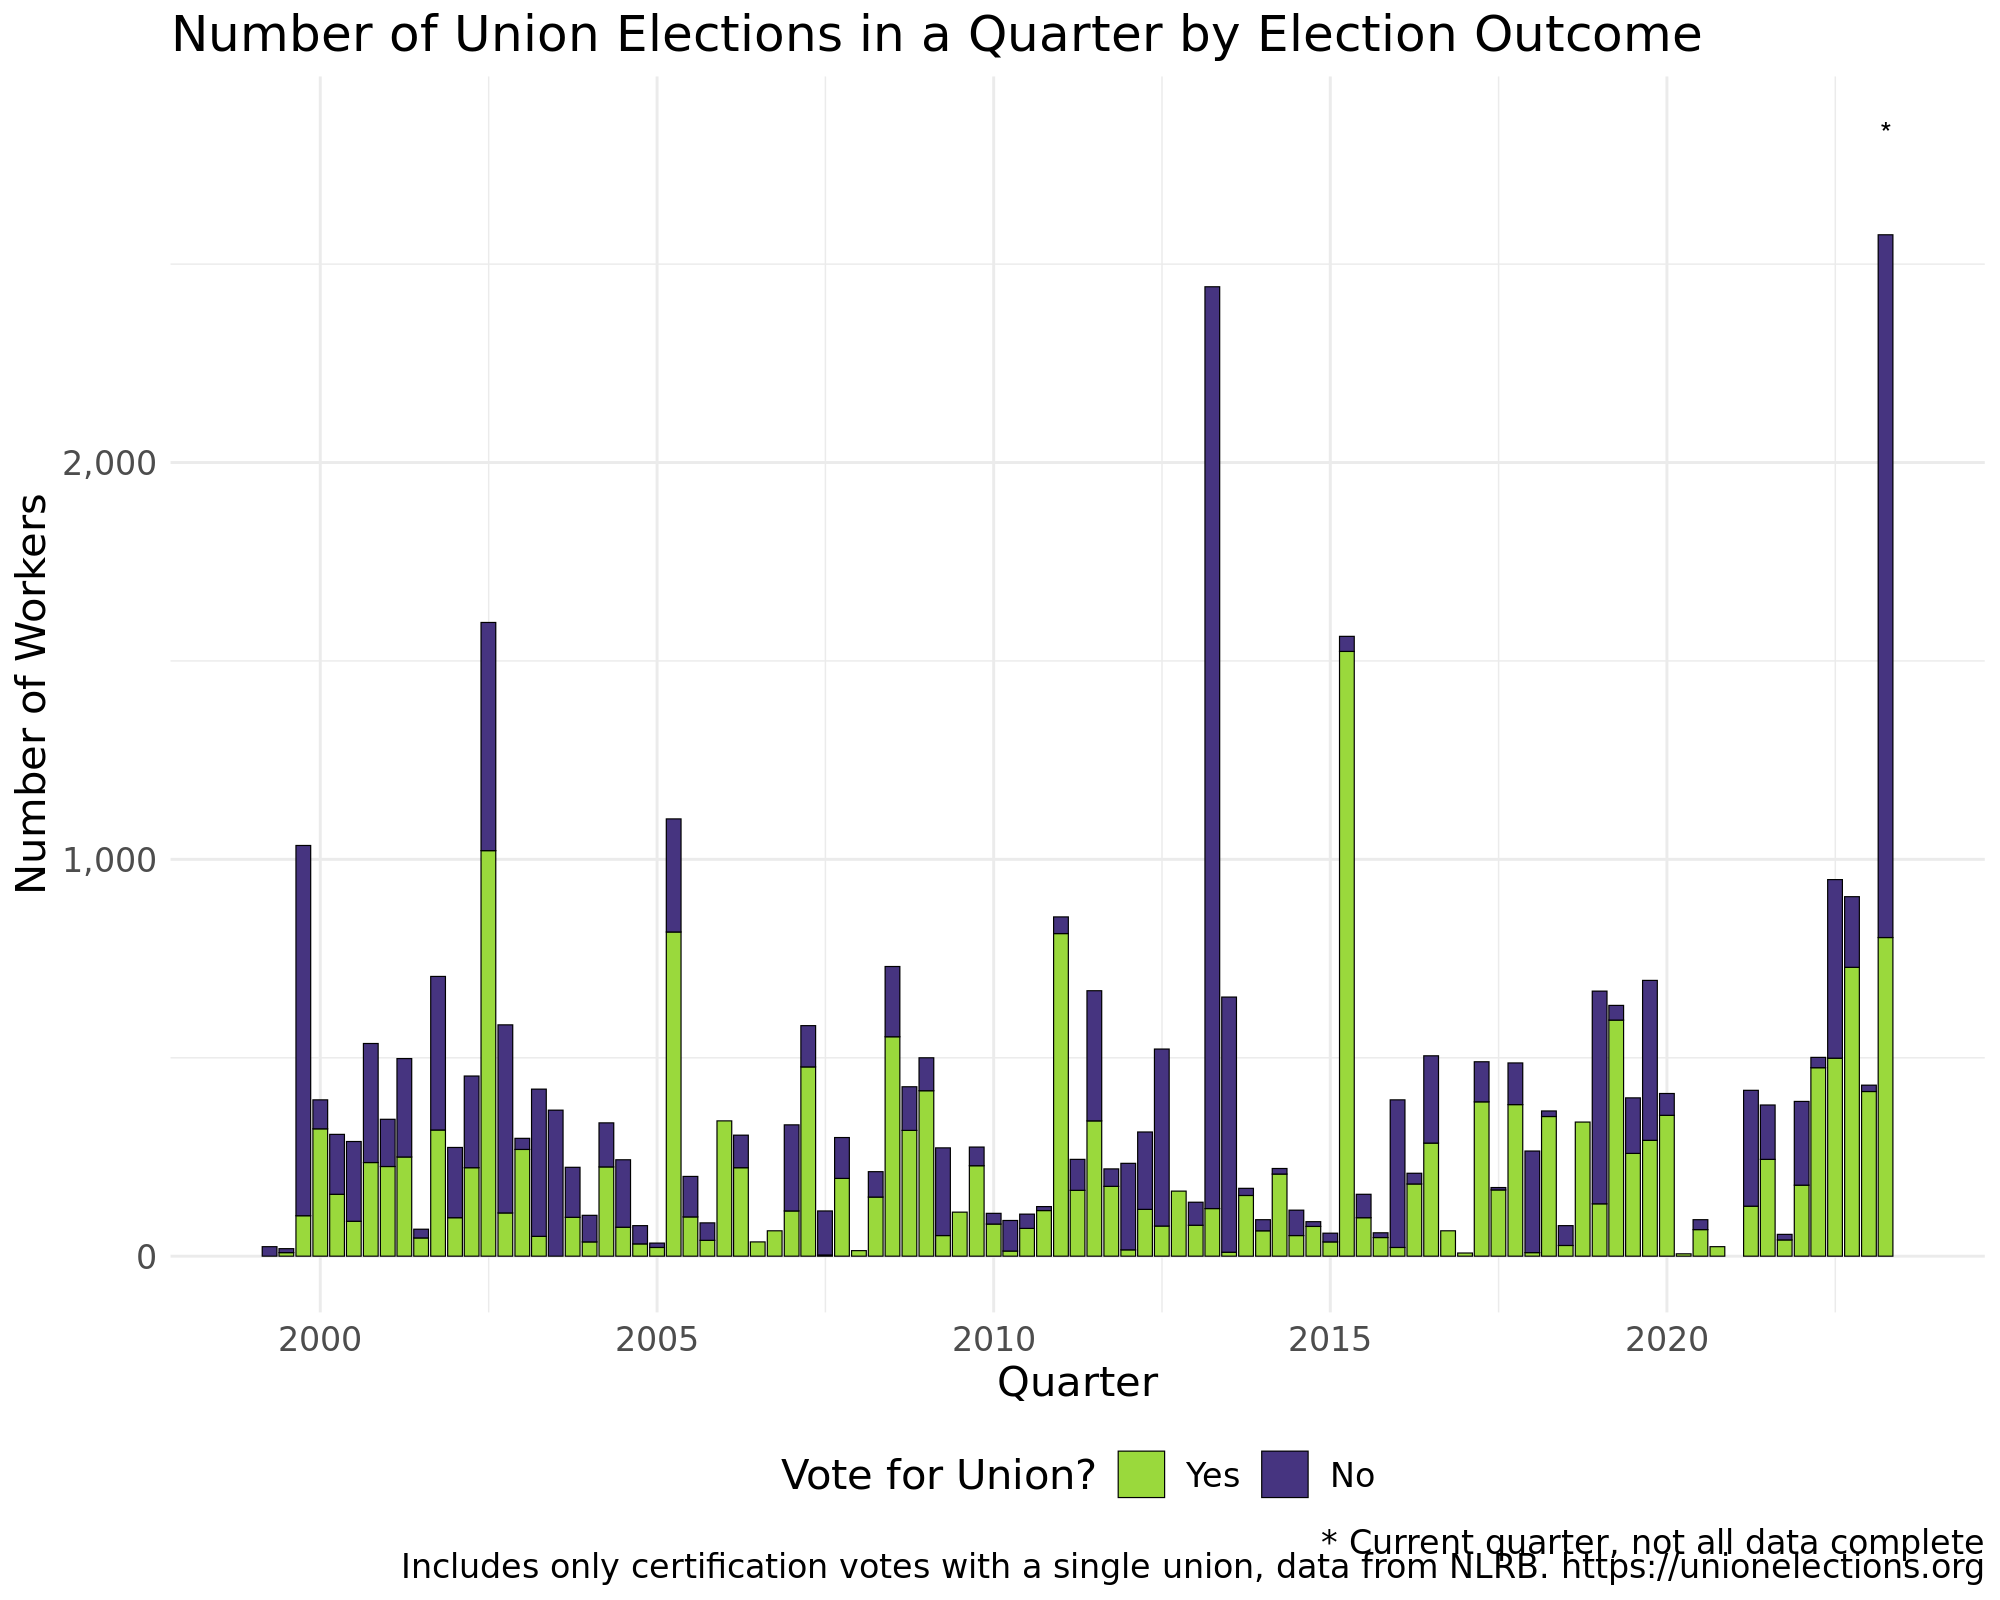 Number of Union Elections in a Quarter by Election Outcome
*
2,000
1,000
0
Number of Workers
2000 2005 2010 2015 2020
Quarter
Vote for Union? Yes No
* Current quarter, not all data complete
Includes only certification votes with a single union, data from NLRB. https://unionelections.org